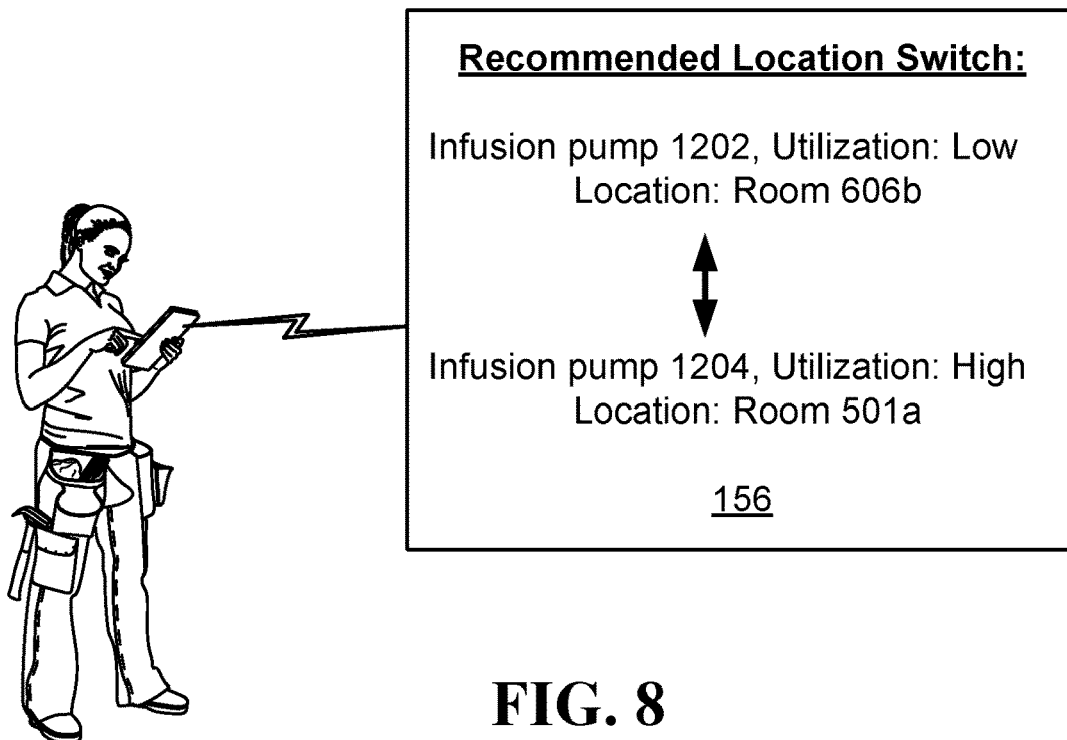 Recommended Location Switch:
Infusion pump 1202, Utilization: Low
Location: Room 606b
Infusion pump 1204, Utilization: High
Location: Room 501a
156
FIG. 8